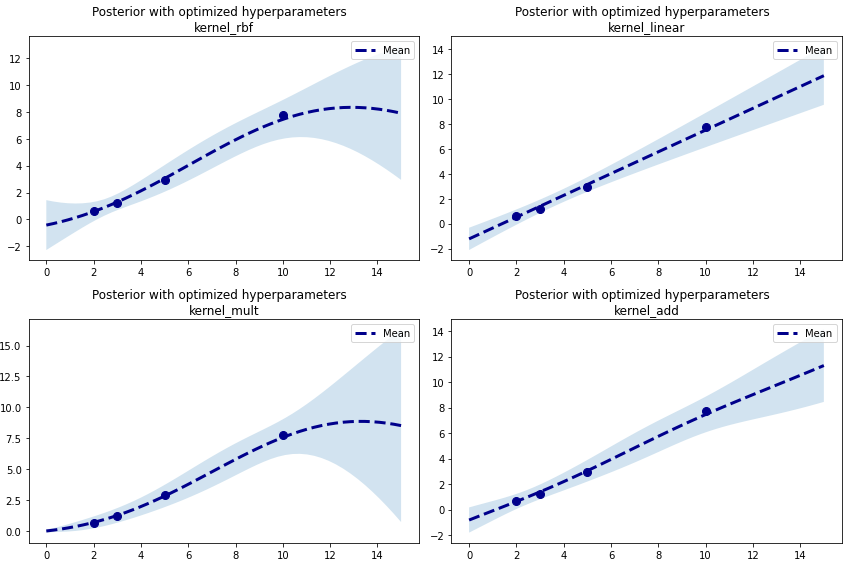 Posterior with optimized hyperparameters
kernel_rbf
Mean
12
10
8
6
4
2
0
−2
0 2 4 6 8 10 12 14
Posterior with optimized hyperparameters
kernel_linear
Mean
14
12
10
8
6
4
2
0
−2
0 2 4 6 8 10 12 14
Posterior with optimized hyperparameters
kernel_mult
Mean
15.0
12.5
10.0
7.5
5.0
2.5
0.0
0 2 4 6 8 10 12 14
Posterior with optimized hyperparameters
kernel_add
Mean
14
12
10
8
6
4
2
0
−2
0 2 4 6 8 10 12 14